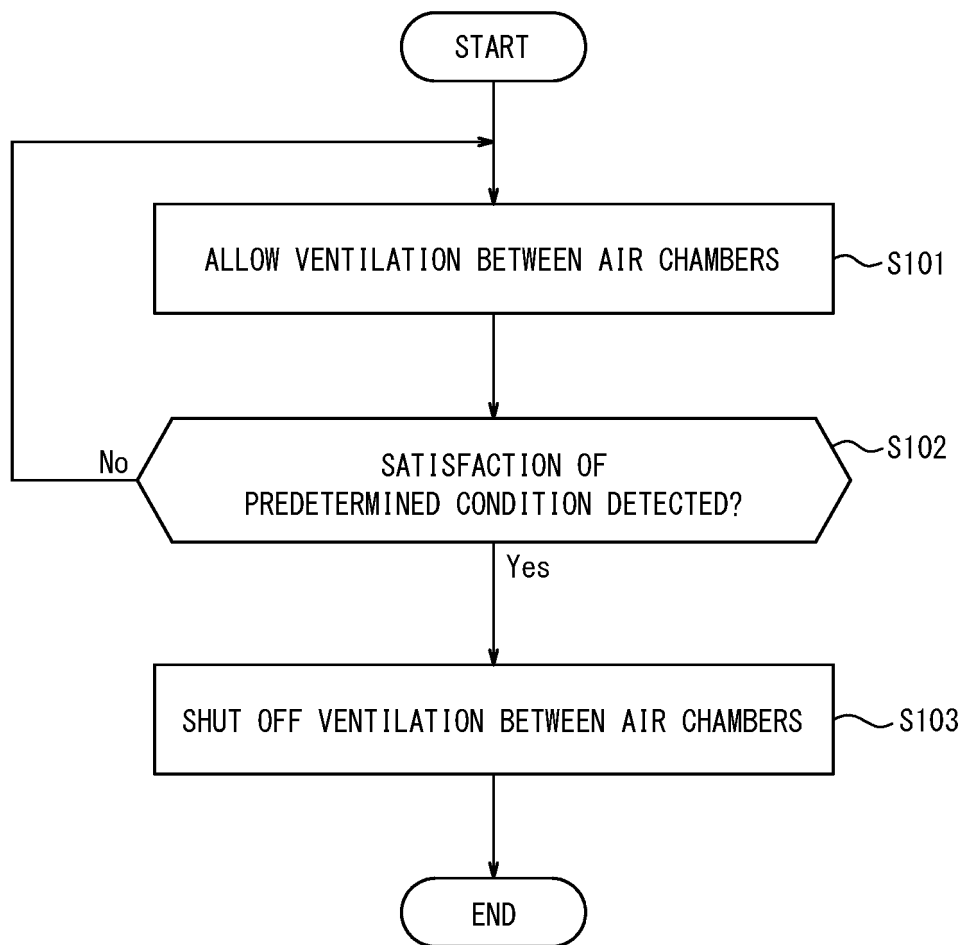 START
ALLOW VENTILATION BETWEEN AIR CHAMBERS
S101
SATISFACTION OF
PREDETERMINED CONDITION DETECTED?
S102
No
Yes
SHUT OFF VENTILATION BETWEEN AIR CHAMBERS
S103
END